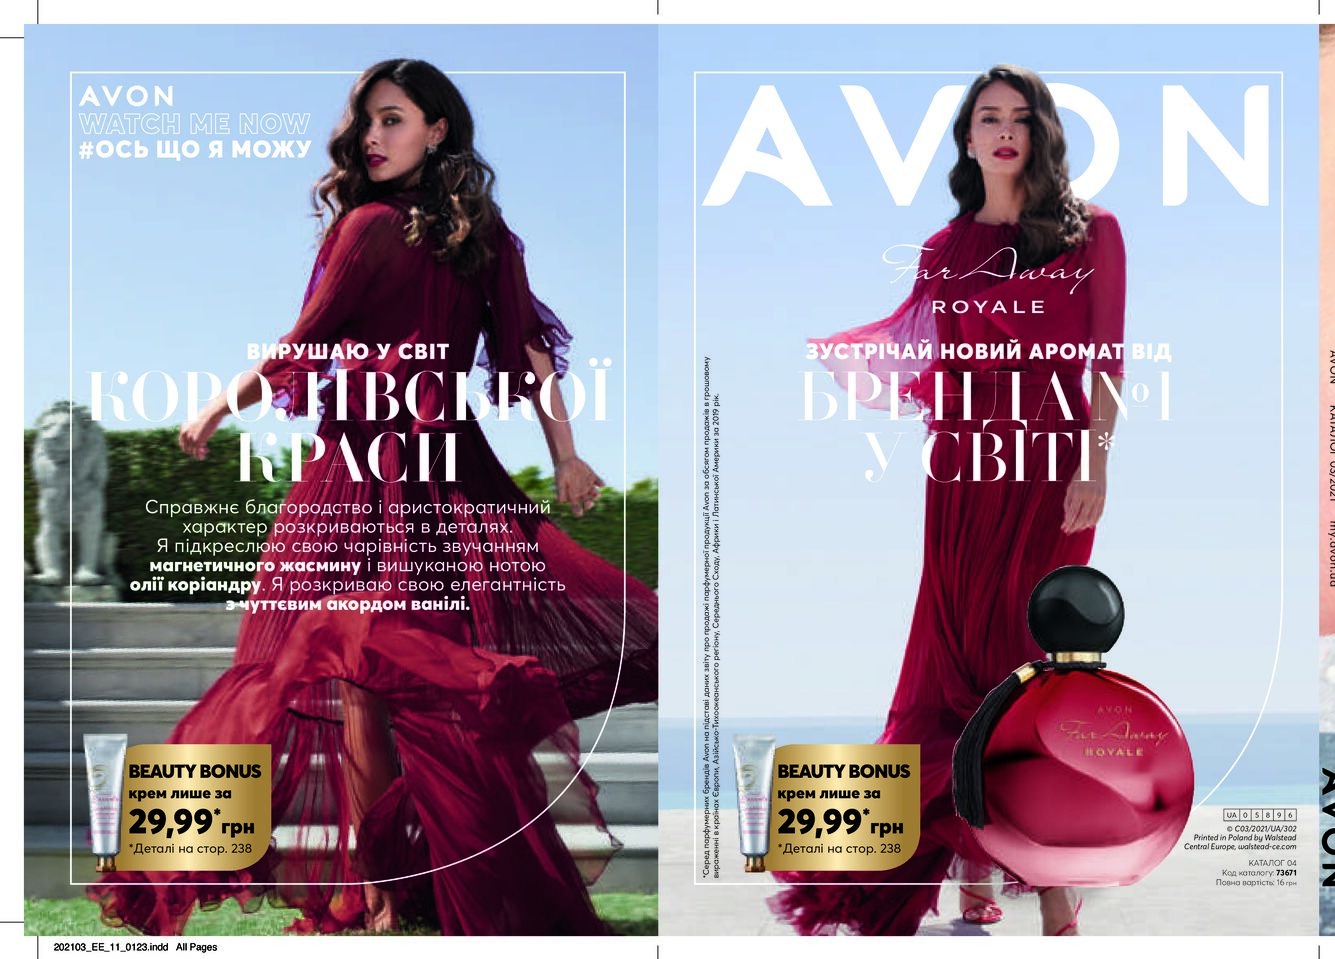 AVON
WATCH ME NOW
#ОСЬ ЩО Я МОЖУ
ВИРУШАЮ У СВІТ
КОРОЛІВСЬКОЇ
КРАСИ
Справжнє благородство і аристократичний
характер розкриваються в деталях.
Я підкреслюю свою чарівність звучанням
магнетичного жасмину і вишуканою нотою
олії коріандру. Я розкриваю свою елегантність
з чуттєвим акордом ванілі.
BEAUTY BONUS
крем лише за
29,99* грн
*Деталі на стор. 238
202103_EE_11_0123.indd All Pages
AVON
Far Away
ROYALE
ЗУСТРІЧАЙ НОВИЙ АРОМАТ ВІД
БРЕНДА №1
У СВІТІ*
*Серед парфумерних брендів Avon на підставі даних звіту про продажі парфумерної продукції Avon за обсягом продажів в грошовому
вираженні в країнах Європи, Азійсько-Тихоокеанського регіону, Середнього Сходу, Африки і Латинської Америки за 2019 рік.
BEAUTY BONUS
крем лише за
29,99* грн
*Деталі на стор. 238
AVON
Far Away
ROYALE
UA 0 5 8 9 6
© C03/2021/UA/302
Printed in Poland by Walstead
Central Europe, walstead-ce.com
КАТАЛОГ 04
Код каталогу: 73671
Повна вартість: 16 грн
AVON КАТАЛОГ 03/2021 my.avon.ua
AVON